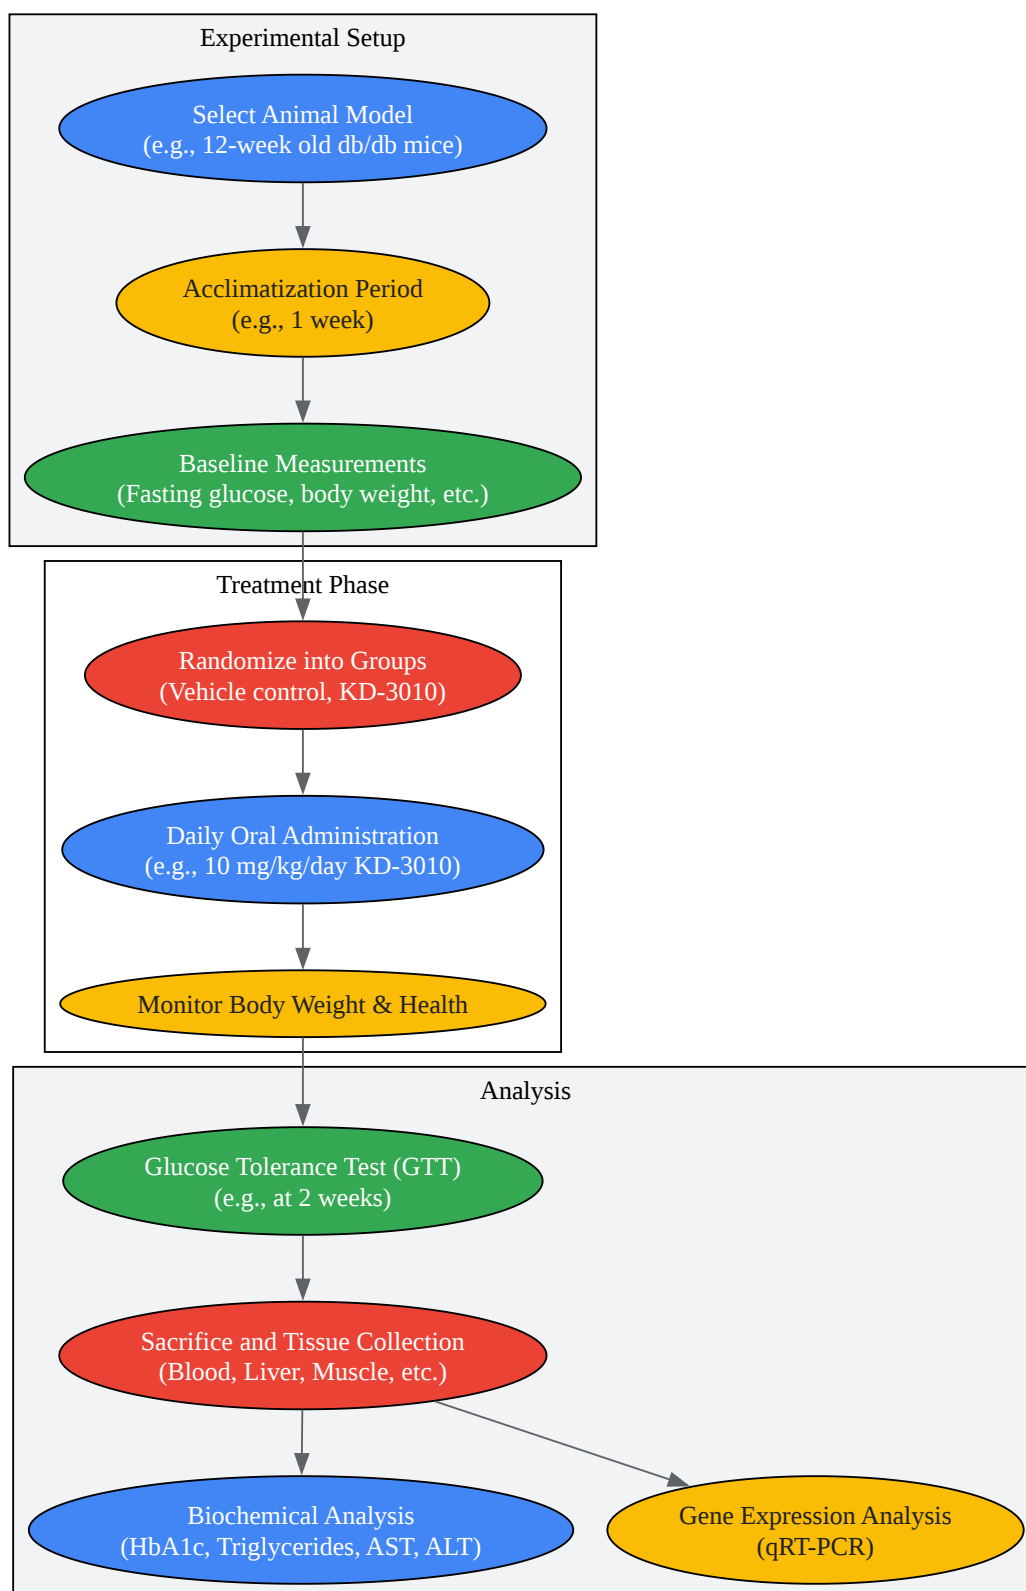 Experimental Setup
Select Animal Model
(e.g., 12-week old db/db mice)
Acclimatization Period
(e.g., 1 week)
Baseline Measurements
(Fasting glucose, body weight, etc.)
Treatment Phase
Randomize into Groups
(Vehicle control, KD-3010)
Daily Oral Administration
(e.g., 10 mg/kg/day KD-3010)
Monitor Body Weight & Health
Analysis
Glucose Tolerance Test (GTT)
(e.g., at 2 weeks)
Sacrifice and Tissue Collection
(Blood, Liver, Muscle, etc.)
Biochemical Analysis
(HbA1c, Triglycerides, AST, ALT)
Gene Expression Analysis
(qRT-PCR)